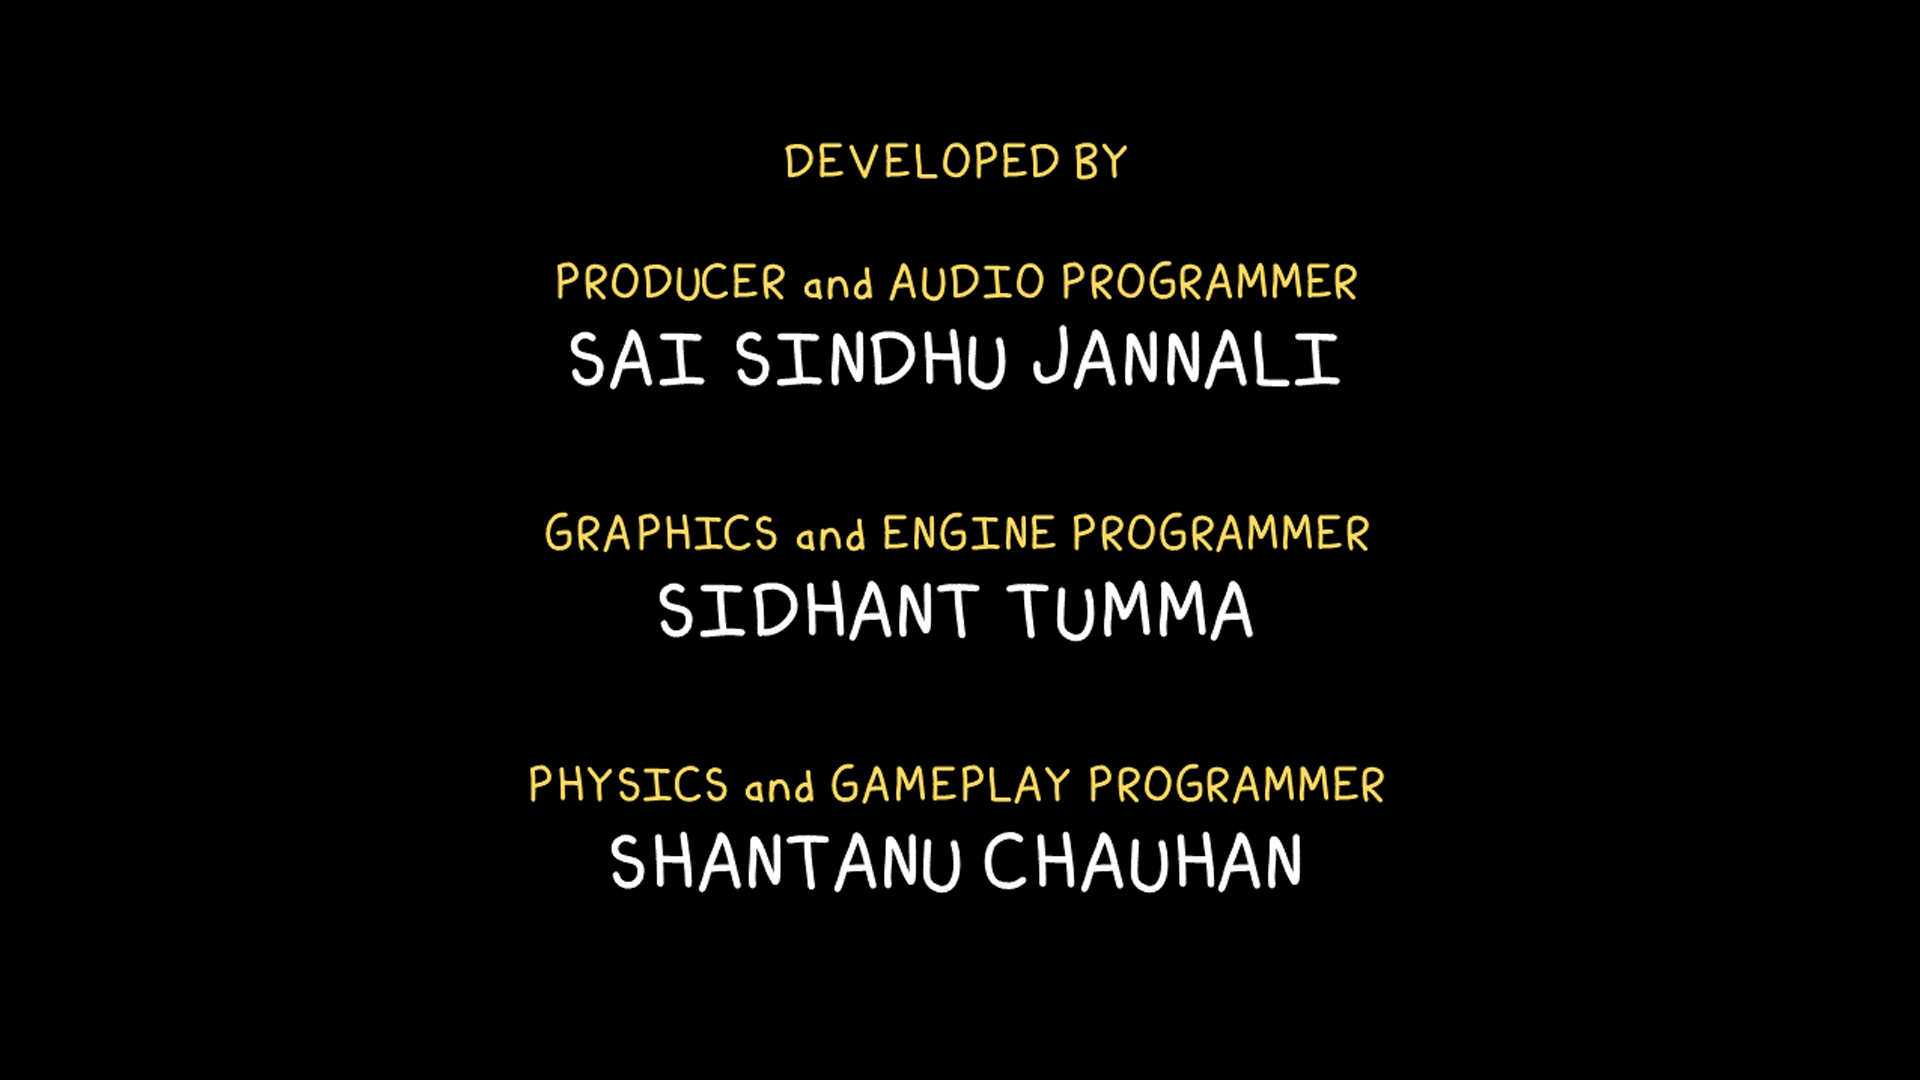 DEVELOPED BY
PRODUCER and AUDIO PROGRAMMER
SAI SINDHU JANNALI
GRAPHICS and ENGINE PROGRAMMER
SIDHANT TUMMA
PHYSICS and GAMEPLAY PROGRAMMER
SHANTANU CHAUHAN